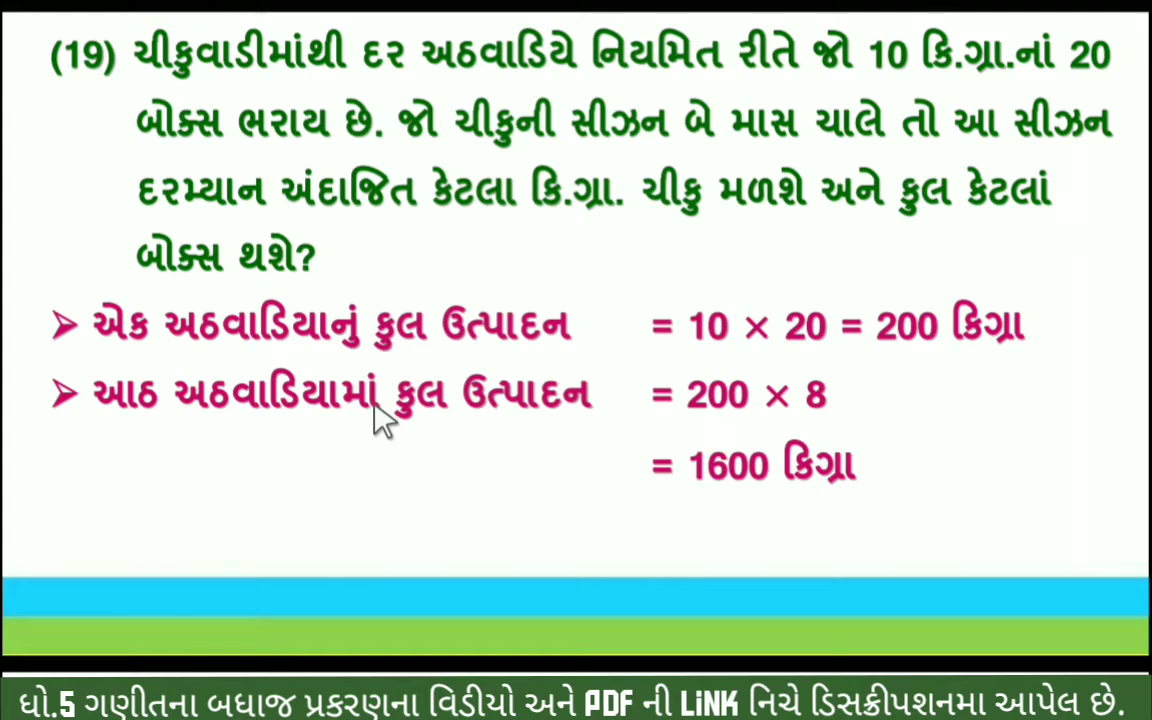 (19) ચીકુવાડીમાંથી દર અઠવાડિયે નિયમિત રીતે જો 10 કિ.ગ્રા.નાં 20
બોક્સ ભરાય છે. જો ચીકુની સીઝન બે માસ ચાલે તો આ સીઝન
દરમ્યાન અંદાજિત કેટલા કિ.ગ્રા. ચીકુ મળશે અને કુલ કેટલાં
બોક્સ થશે?
➢ એક અઠવાડિયાનું કુલ ઉત્પાદન = 10 × 20 = 200 કિગ્રા
➢ આઠ અઠવાડિયામાં કુલ ઉત્પાદન = 200 × 8
= 1600 કિગ્રા
ધો.5 ગણીતના બધાજ પ્રકરણના વિડીયો અને PDF ની LiNK નિચે ડિસક્રીપશનમા આપેલ છે.